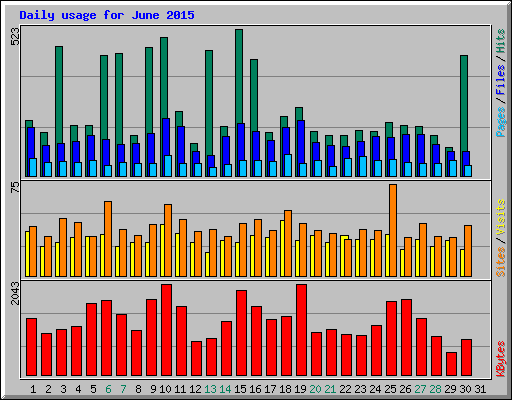 Daily usage for June 2015
523
Pages / Files / Hits
75
Sites / Visits
2043
KBytes
1 2 3 4 5 6 7 8 9 10 11 12 13 14 15 16 17 18 19 20 21 22 23 24 25 26 27 28 29 30 31